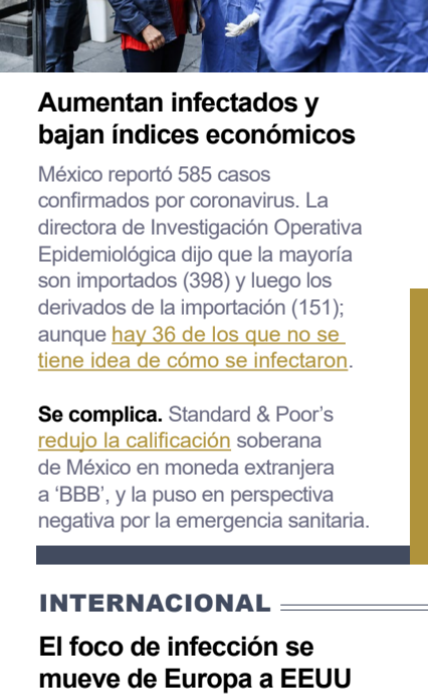 Aumentan infectados y
bajan índices económicos
México reportó 585 casos
confirmados por coronavirus. La
directora de Investigación Operativa
Epidemiológica dijo que la mayoría
son importados (398) y luego los
derivados de la importación (151);
aunque hay 36 de los que no se
tiene idea de cómo se infectaron.
Se complica. Standard & Poor’s
redujo la calificación soberana
de México en moneda extranjera
a ‘BBB’, y la puso en perspectiva
negativa por la emergencia sanitaria.
INTERNACIONAL
El foco de infección se
mueve de Europa a EEUU